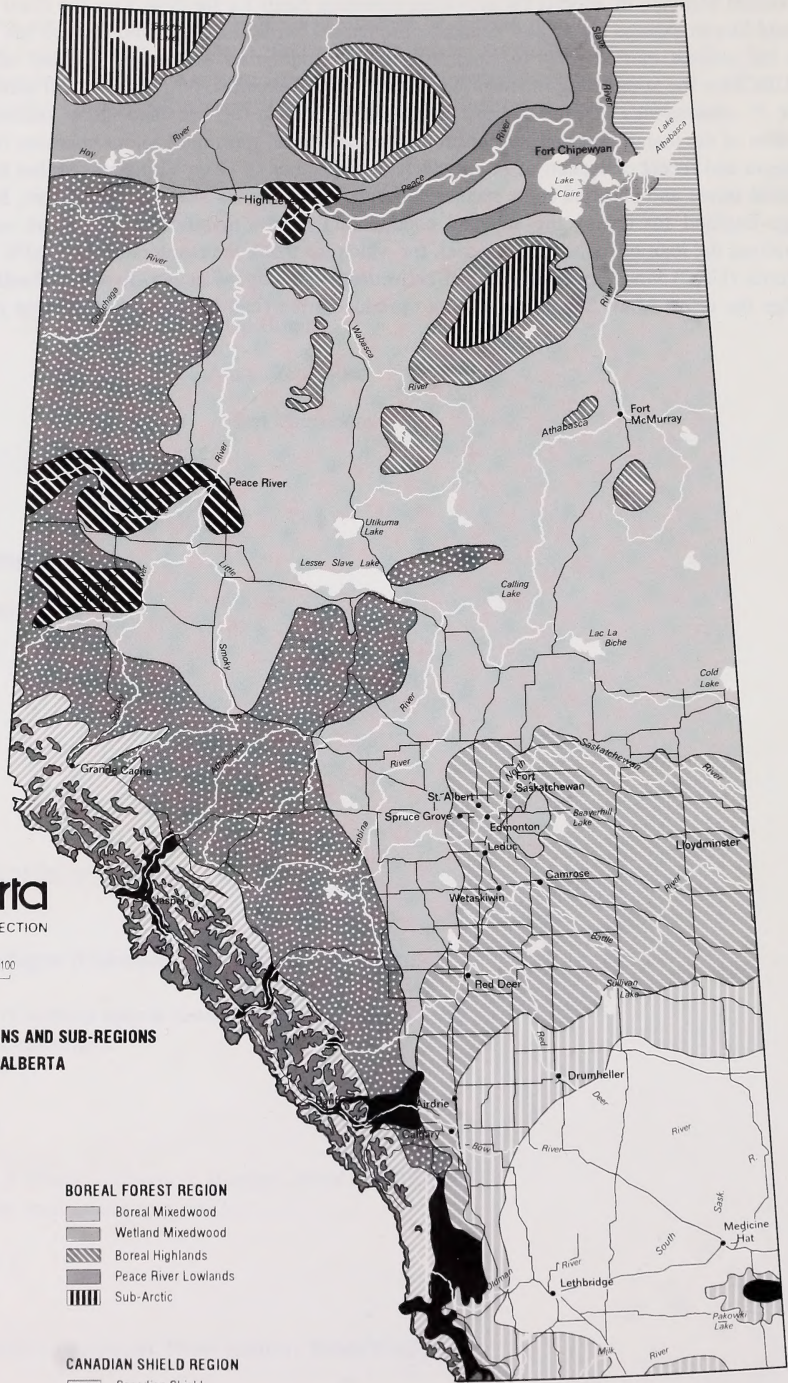 Slave
River
Lake
Athabasca
Hay
River
River
Fort Chipewyan
Lake
Claire
Peace
High Level
River
River
Wabasca
River
Athabasca
Fort
McMurray
River
Peace River
Utikuma
Lake
Lesser Slave Lake
Calling
Lake
Little
Smoky
Lac La
Biche
Cold
Lake
River
Athabasca
Grande Cache
River
North
Saskatchewan
River
Fort
Saskatchewan
St. Albert
Spruce Grove
Edmonton
Beaverhill
Lake
Leduc
Lloydminster
Pembina
Camrose
Wetaskiwin
River
Battle
Jasper
Red Deer
Sullivan
Lake
rta
ECTION
100
NS AND SUB-REGIONS
ALBERTA
Red
Deer
Drumheller
Banff
Airdrie
Calgary
Bow
River
River
R.
Sask
South
Medicine
Hat
Oldman
River
Lethbridge
Pakowki
Lake
Milk
River
BOREAL FOREST REGION
Boreal Mixedwood
Wetland Mixedwood
Boreal Highlands
Peace River Lowlands
Sub-Arctic
CANADIAN SHIELD REGION